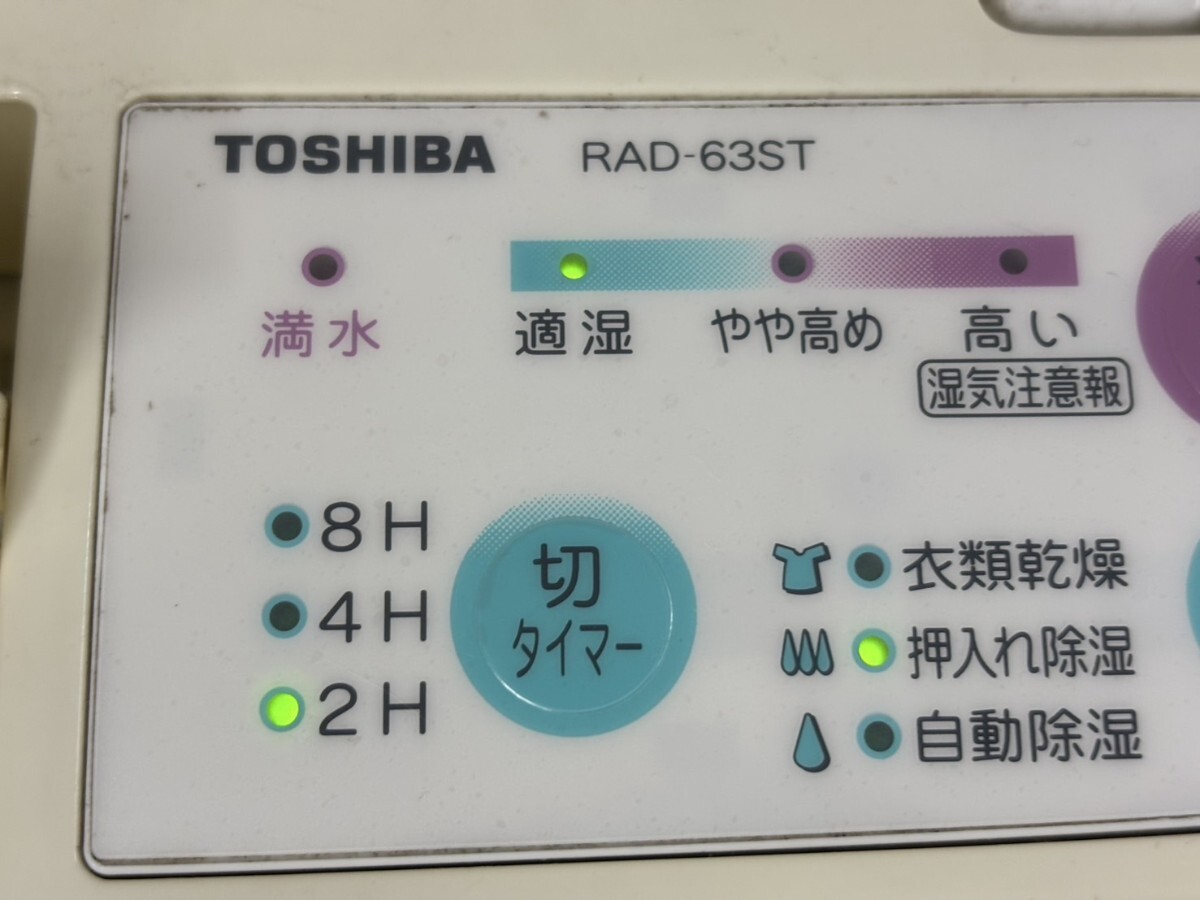 TOSHIBA RAD-63ST
満水 適湿 やや高め 高い
湿気注意報
8H
4H
2H
切
タイマー
衣類乾燥
押入れ除湿
自動除湿